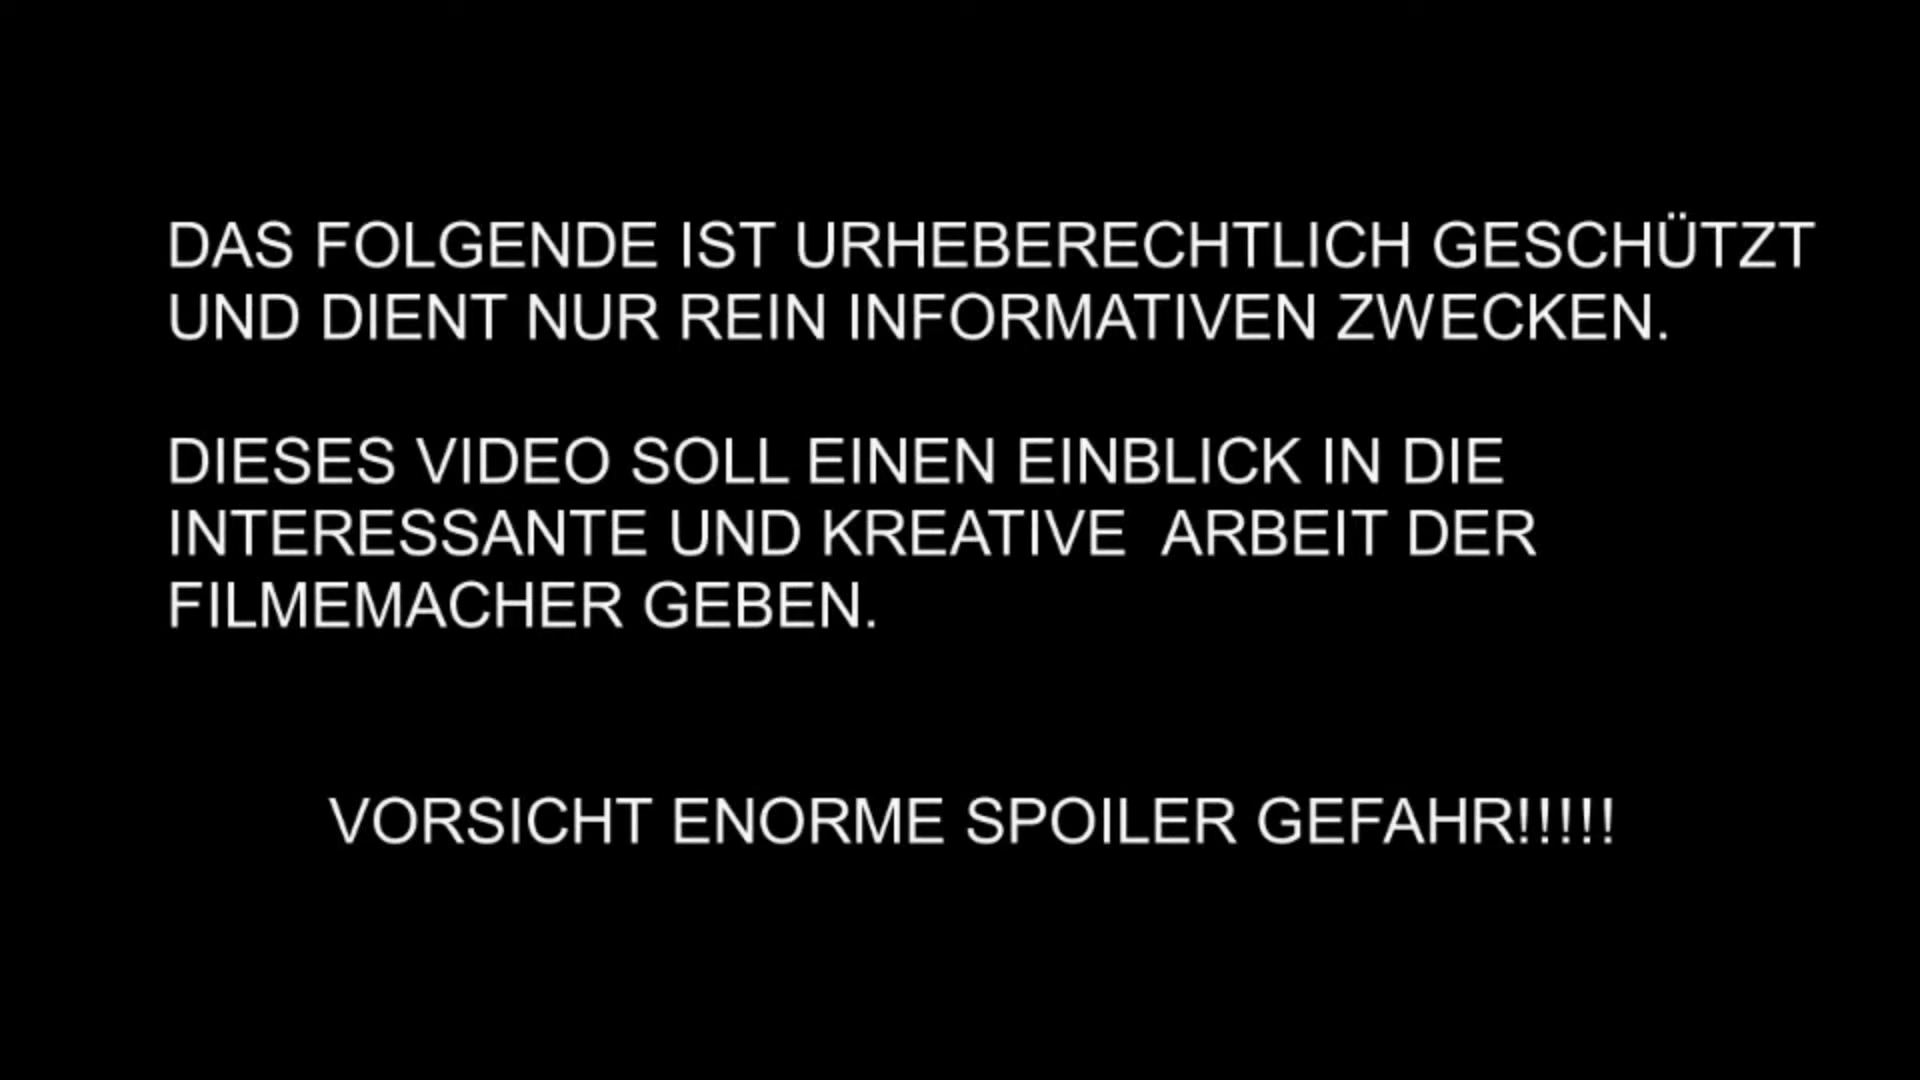 DAS FOLGENDE IST URHEBERECHTLICH GESCHÜTZT
UND DIENT NUR REIN INFORMATIVEN ZWECKEN.
DIESES VIDEO SOLL EINEN EINBLICK IN DIE
INTERESSANTE UND KREATIVE  ARBEIT DER
FILMEMACHER GEBEN.
VORSICHT ENORME SPOILER GEFAHR!!!!!